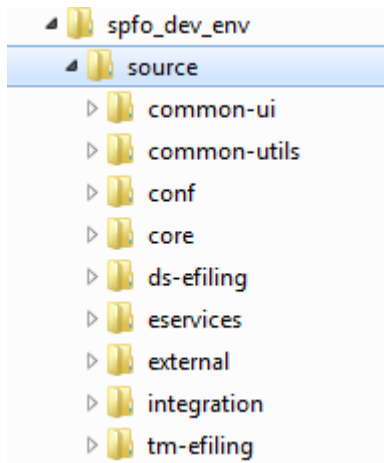 spfo_dev_env
source
common-ui
common-utils
conf
core
ds-efiling
eservices
external
integration
tm-efiling